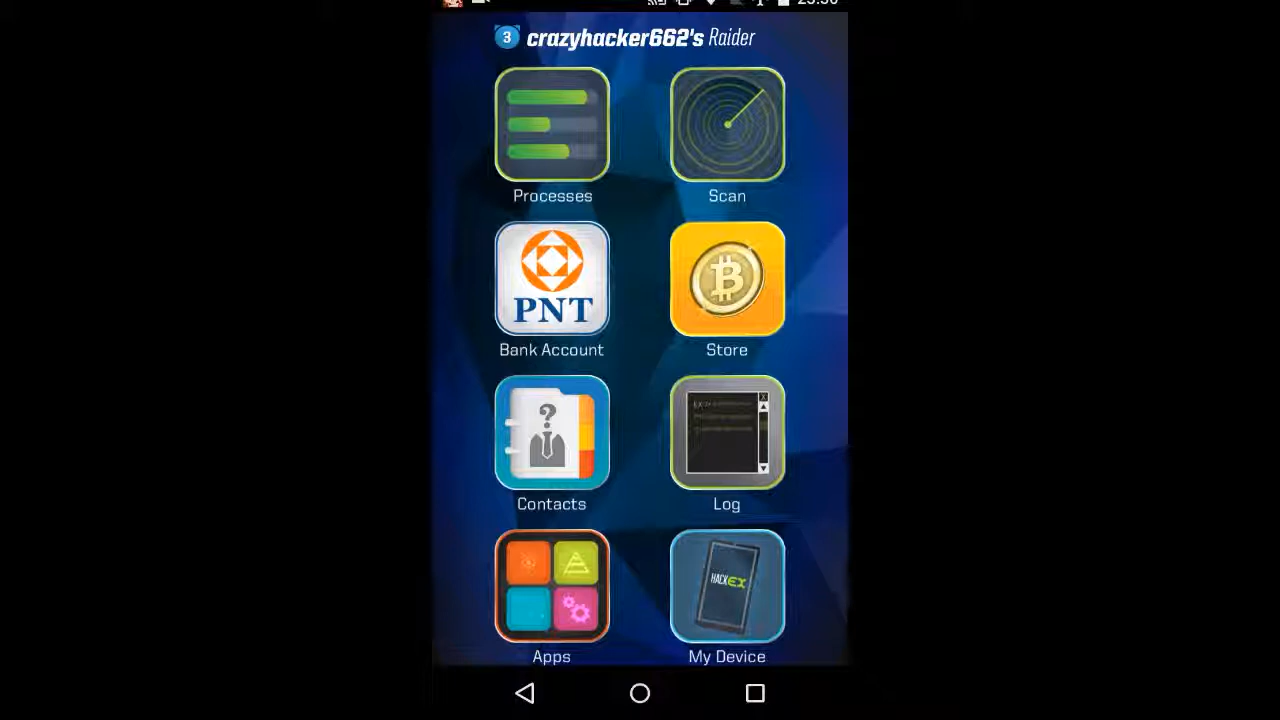 3 crazyhacker662's Raider
Processes
Scan
PNT
Bank Account
Store
Contacts
Log
HACKEX
Apps
My Device